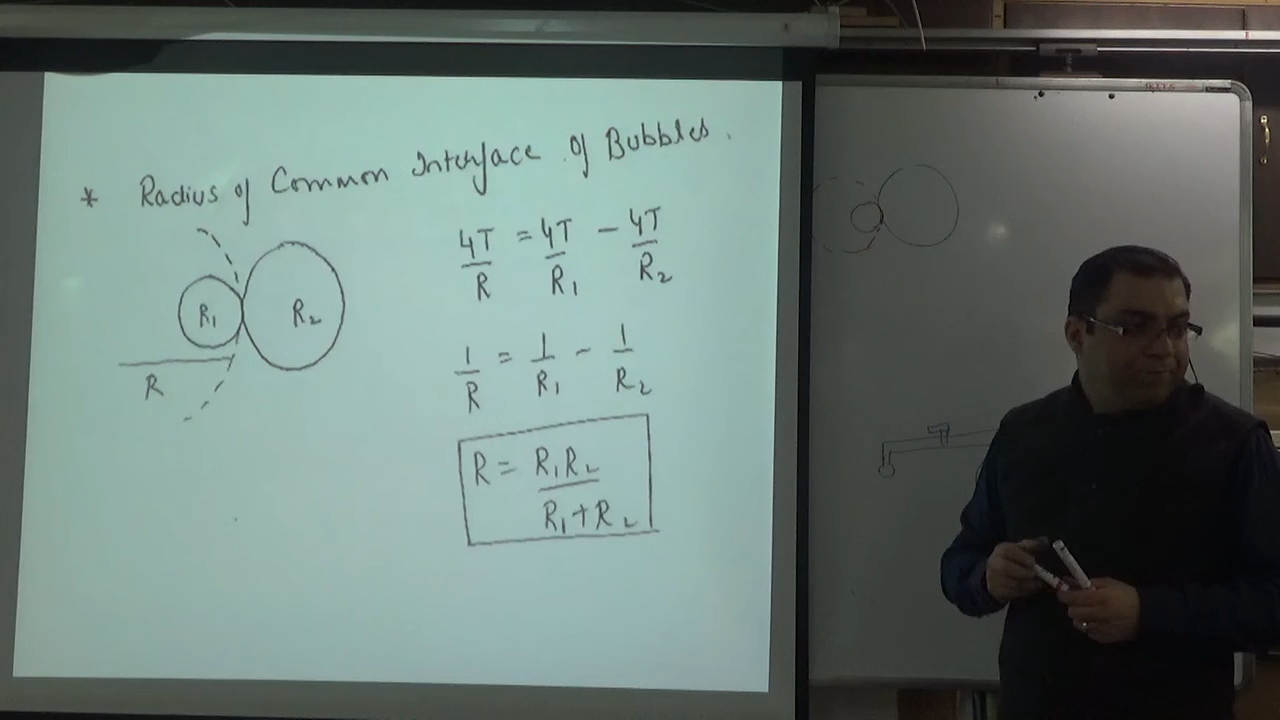 * Radius of Common Interface of Bubbles.
R₁ R₂
R
4T/R = 4T/R₁ - 4T/R₂
1/R = 1/R₁ - 1/R₂
R = R₁R₂/R₁+R₂